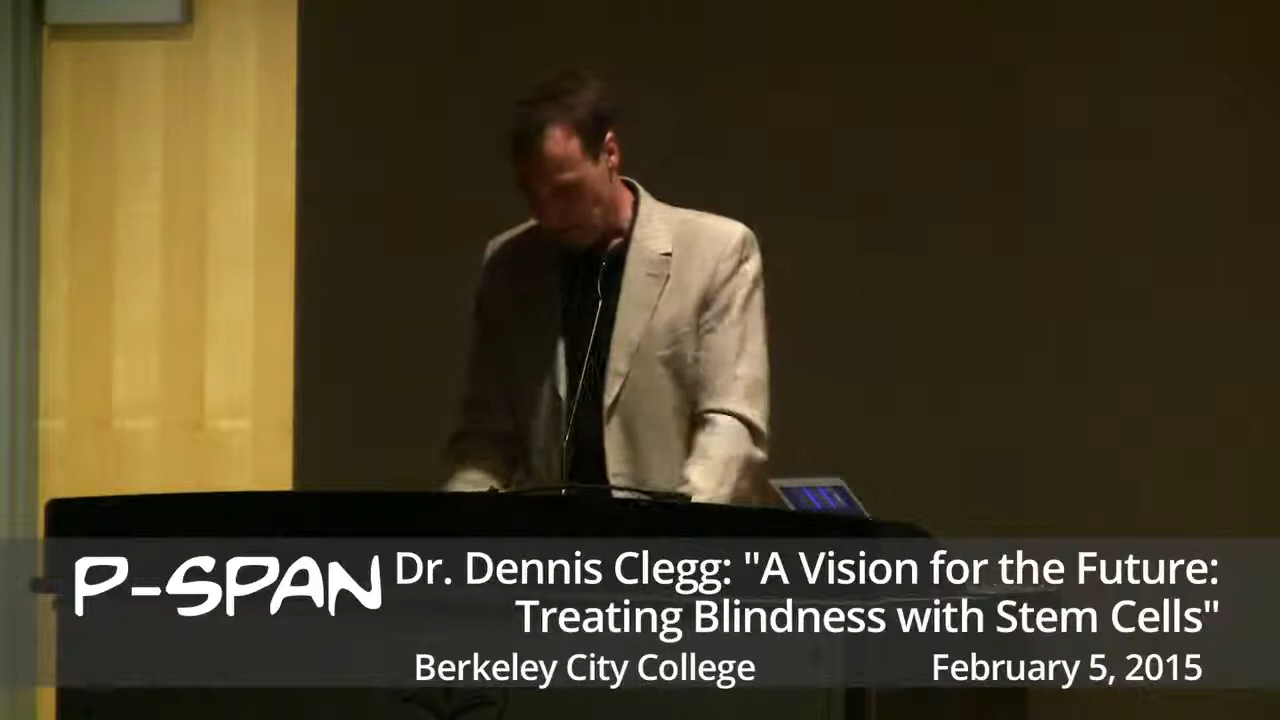 P-SPAN
Dr. Dennis Clegg: "A Vision for the Future:
Treating Blindness with Stem Cells"
Berkeley City College
February 5, 2015